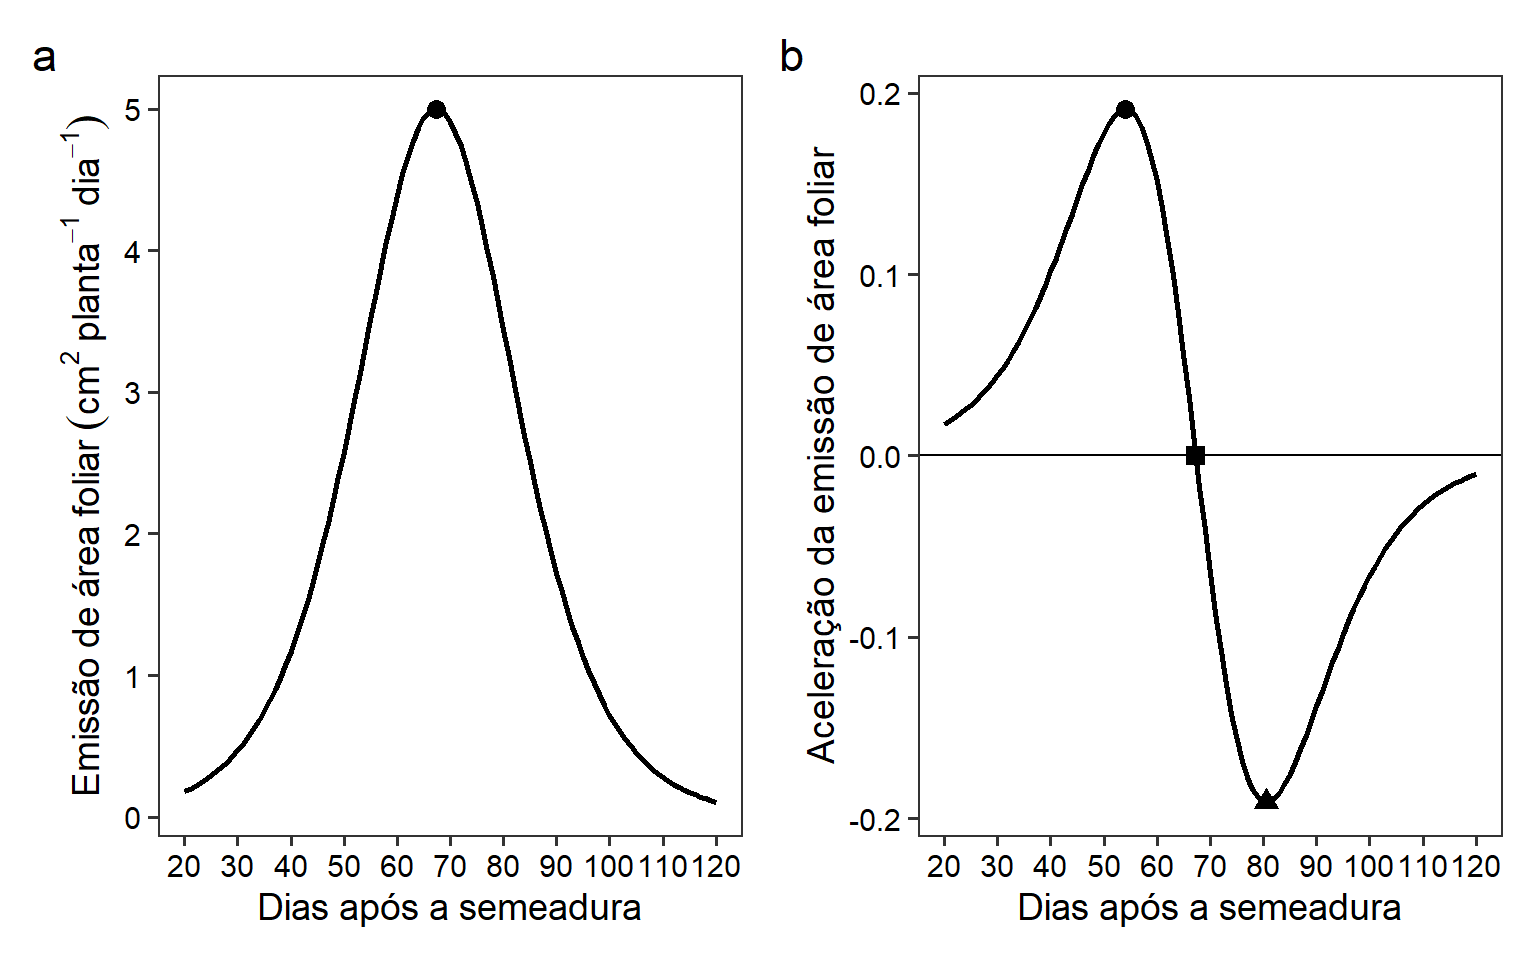 a
Emissão de área foliar (cm² planta⁻¹ dia⁻¹)
5
4
3
2
1
0
20 30 40 50 60 70 80 90 100 110 120
Dias após a semeadura
b
Aceleração da emissão de área foliar
0.2
0.1
0.0
-0.1
-0.2
20 30 40 50 60 70 80 90 100 110 120
Dias após a semeadura